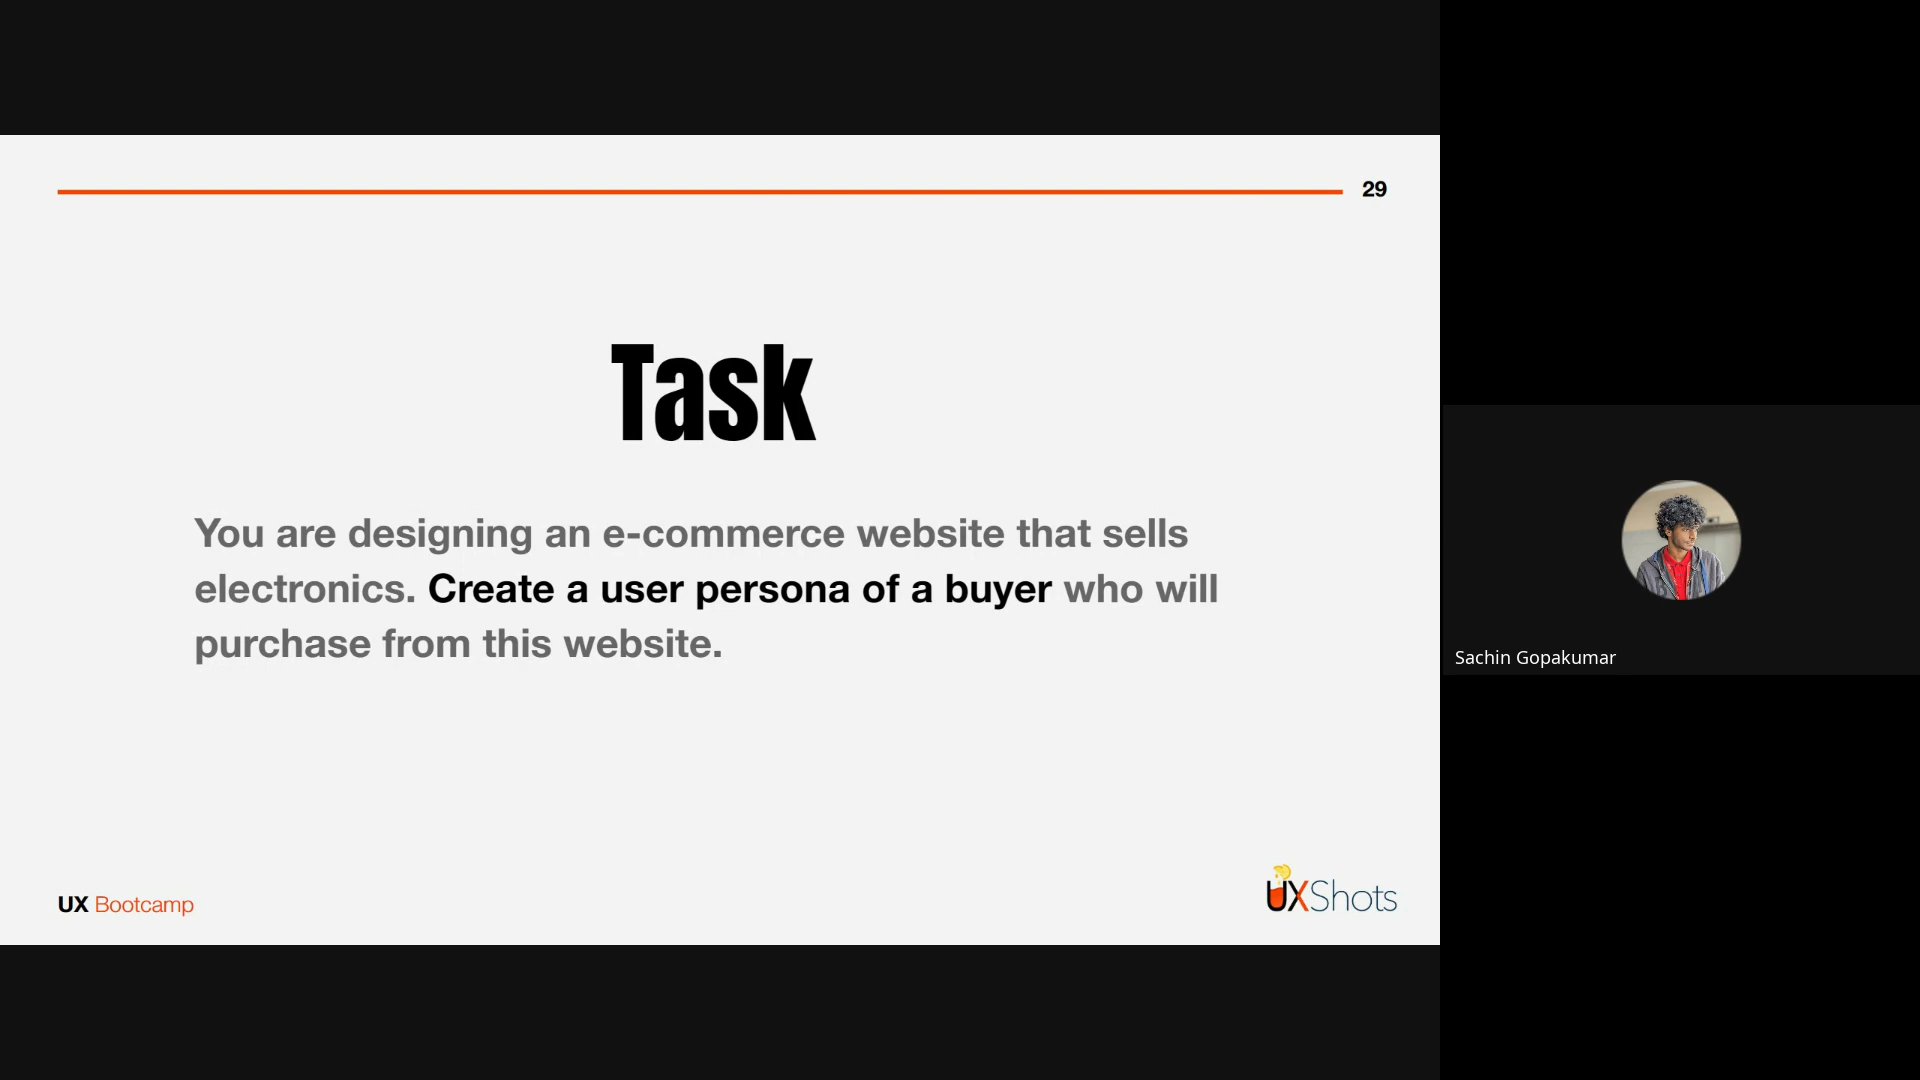 29
Task
You are designing an e-commerce website that sells
electronics. Create a user persona of a buyer who will
purchase from this website.
UX Bootcamp
UXShots
Sachin Gopakumar